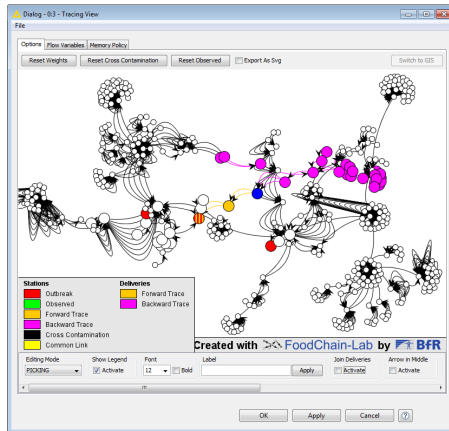 Dialog - 0:3 - Tracing View
File
Options Flow Variables Memory Policy
Reset Weights Reset Cross Contamination Reset Observed Export As Svg Switch to GIS
Stations Deliveries
Outbreak Forward Trace
Observed Backward Trace
Forward Trace
Backward Trace
Cross Contamination
Common Link
Created with FoodChain-Lab by BfR
Editing Mode Show Legend Font Label Join Deliveries Arrow in Middle
PICKING Activate 12 Bold Apply Activate Activate
OK Apply Cancel ?